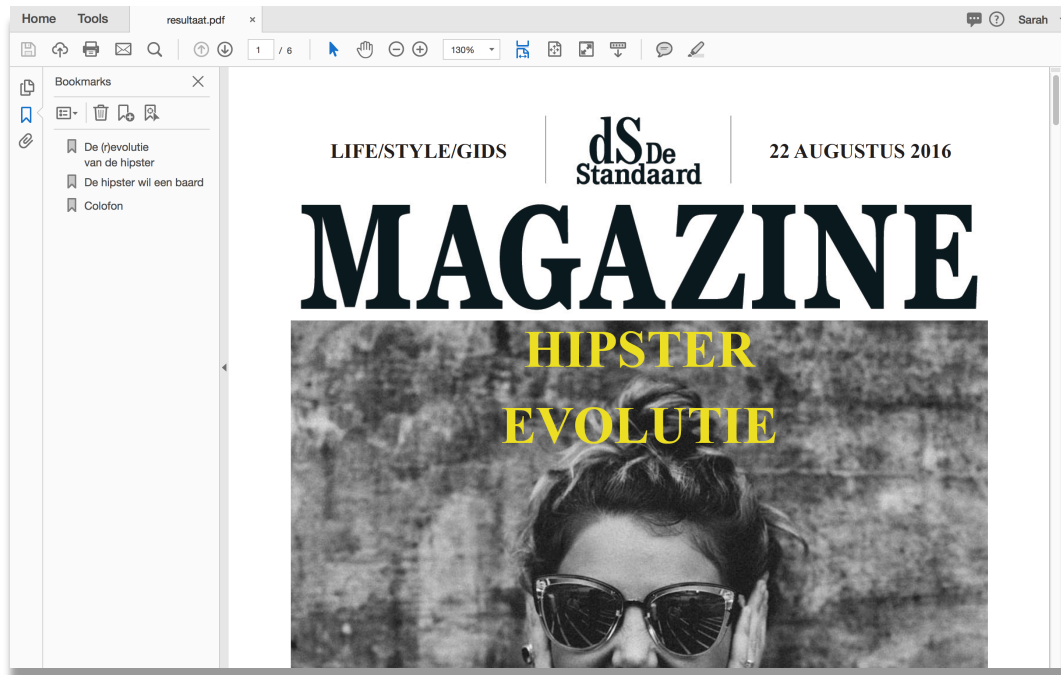 Home Tools resultaat.pdf × ? Sarah
1 / 6 130%
Bookmarks
De (r)evolutie
van de hipster
De hipster wil een baard
Colofon
LIFE/STYLE/GIDS
dS De
Standaard
22 AUGUSTUS 2016
MAGAZINE
HIPSTER
EVOLUTIE